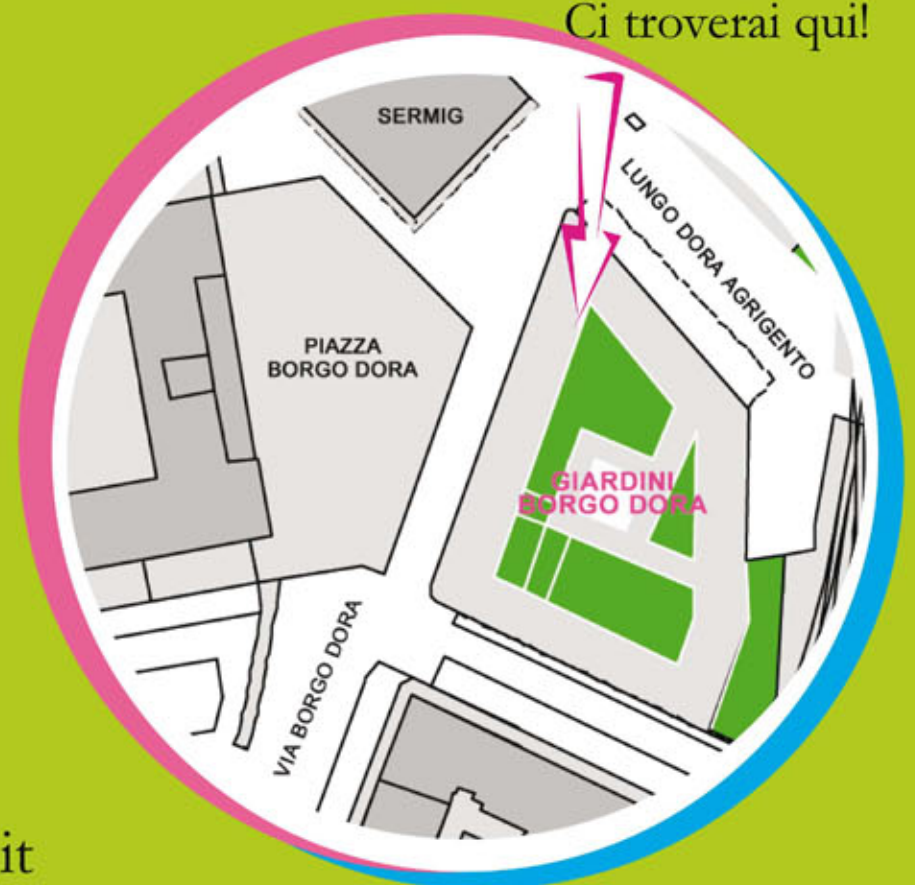 Ci troverai qui!
SERMIG
LUNGO DORA AGRIGENTO
PIAZZA
BORGO DORA
GIARDINI
BORGO DORA
VIA BORGO DORA
it